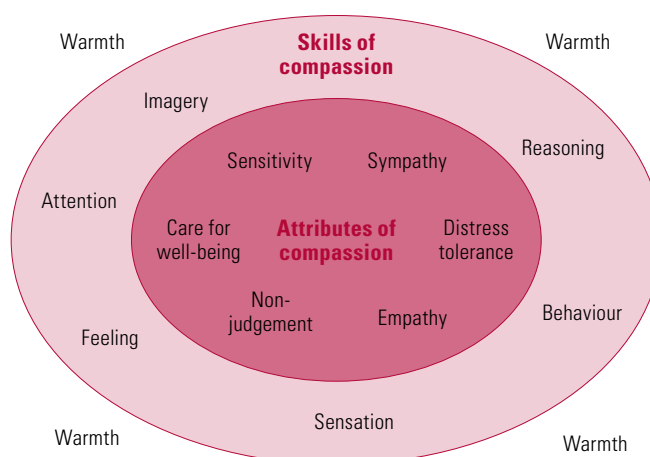 Warmth
Skills of
compassion
Warmth
Imagery
Reasoning
Sensitivity
Sympathy
Attention
Care for
well-being
Attributes of
compassion
Distress
tolerance
Non-
judgement
Empathy
Behaviour
Feeling
Sensation
Warmth
Warmth